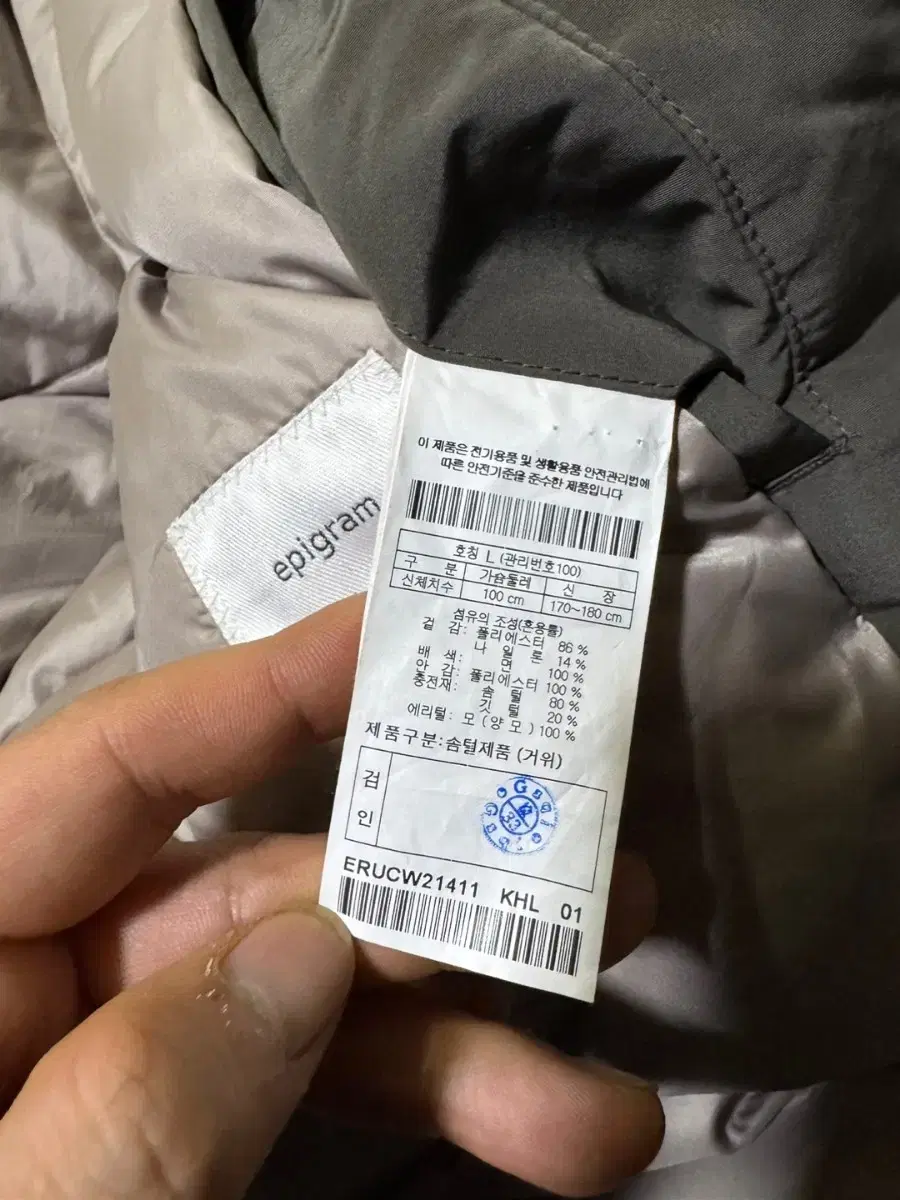 epigram
이 제품은 전기용품 및 생활용품 안전관리법에
따른 안전기준을 준수한 제품입니다
호칭 L (관리번호100)
구 분 가슴둘레 신 장
신체치수 100 cm 170~180 cm
섬유의 조성(혼용률)
겉 감: 폴리에스터 86 %
나 일 론 14 %
배 색: 면 100 %
안 감: 폴리에스터 100 %
충전재: 솜 털 80 %
깃 털 20 %
에리털: 모 (양 모) 100 %
제품구분:솜털제품 (거위)
검
인
ERUCW21411 KHL 01